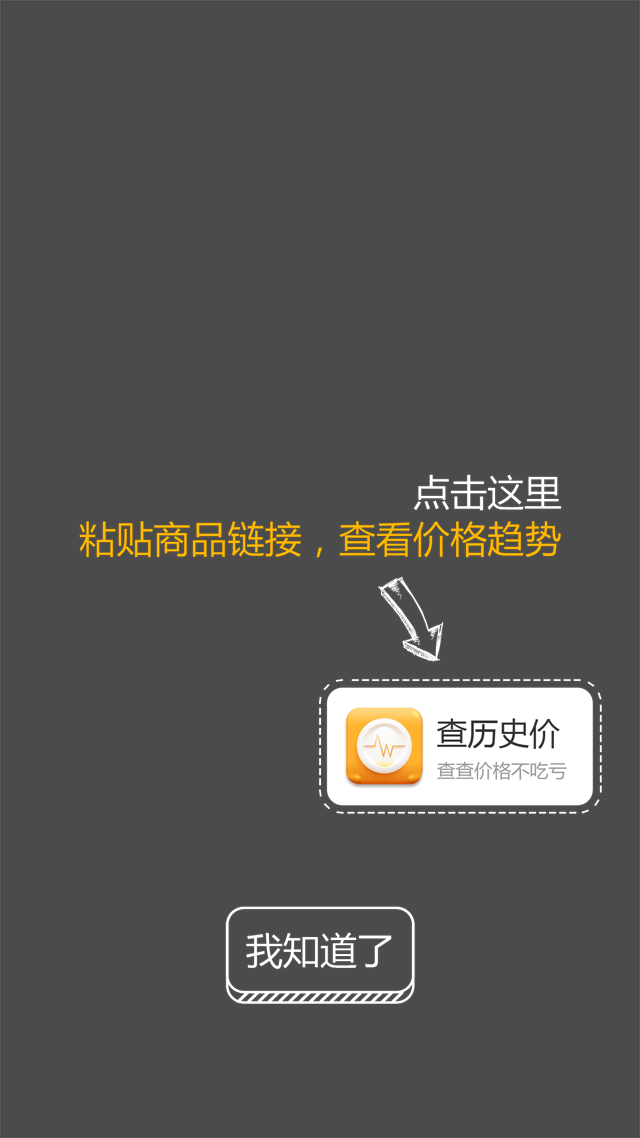 点击这里
粘贴商品链接，查看价格趋势
查历史价
查查价格不吃亏
我知道了